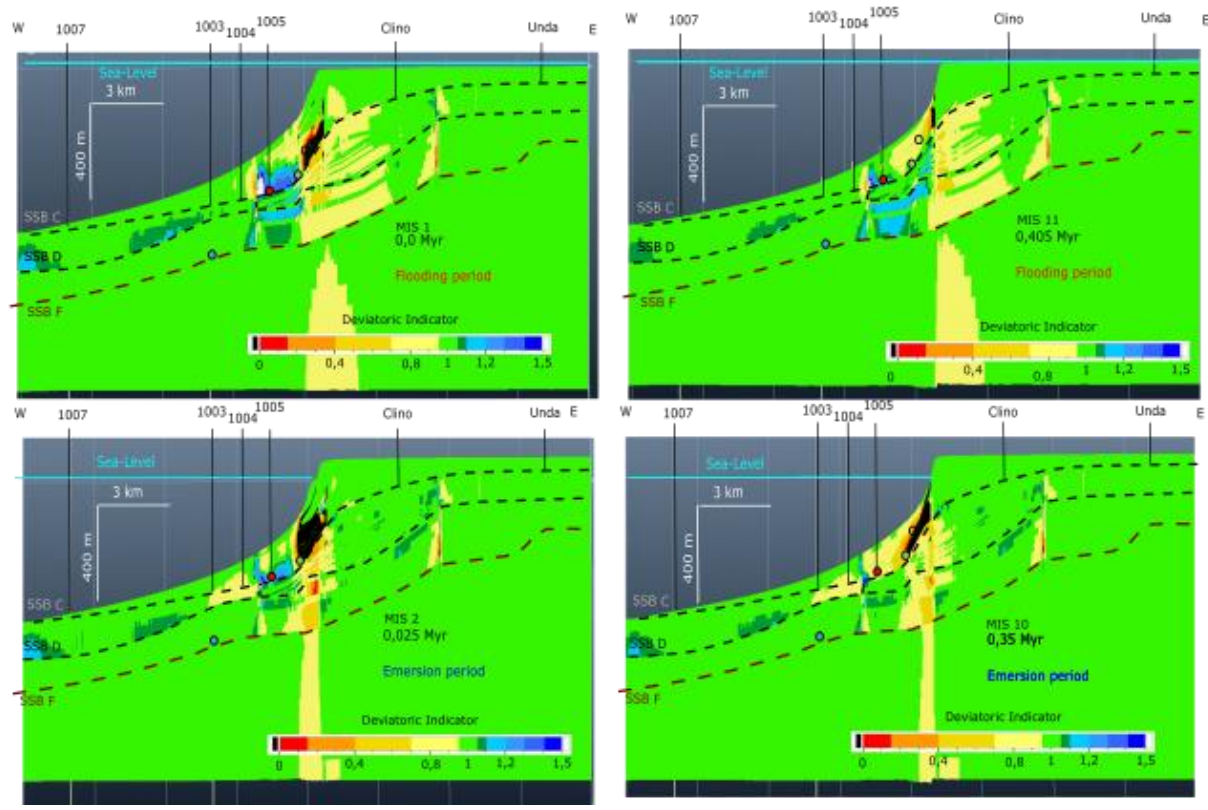 W 1007 1003 1004 1005 Clino Unda E
Sea-Level
3 km
400 m
SSB C
SSB D
SSB F
MIS 1
0,0 Myr
Flooding period
Deviatoric Indicator
0 0,4 0,8 1 1,2 1,5
W 1007 1003 1004 1005 Clino Unda E
Sea-Level
3 km
400 m
SSB C
SSB D
SSB F
MIS 11
0,405 Myr
Flooding period
Deviatoric Indicator
0 0,4 0,8 1 1,2 1,5
W 1007 1003 1004 1005 Clino Unda E
Sea-Level
3 km
400 m
SSB C
SSB D
SSB F
MIS 2
0,025 Myr
Emersion period
Deviatoric Indicator
0 0,4 0,8 1 1,2 1,5
W 1007 1003 1004 1005 Clino Unda E
Sea-Level
3 km
400 m
SSB C
SSB D
SSB F
MIS 10
0,35 Myr
Emersion period
Deviatoric Indicator
0 0,4 0,8 1 1,2 1,5